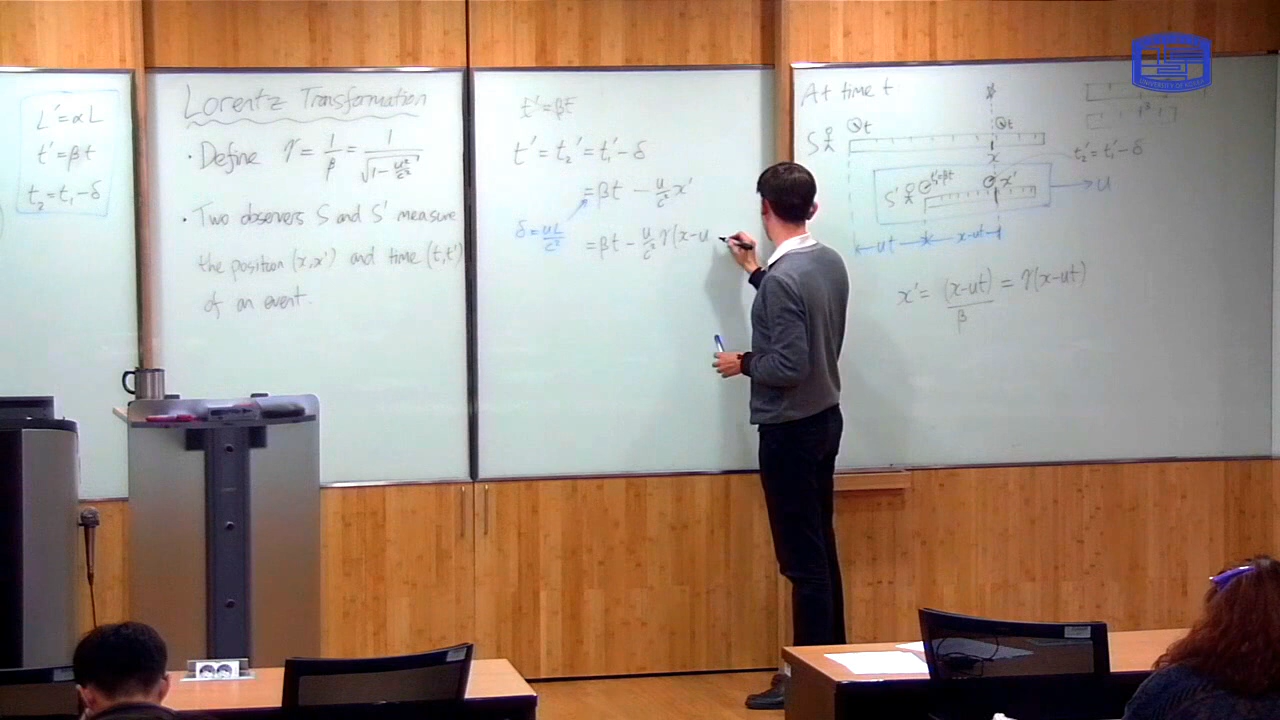 L' = αL
t' = βt
t₂ = t₁ - δ
Lorentz Transformation
• Define γ = 1/β = 1/√(1 - u²/c²)
• Two observers S and S' measure
the position (x,x') and time (t,t')
of an event.
t' = βt
t' = t₂' = t₁' - δ
= βt - u/c² x'
δ = uL/c²
= βt - u/c² γ(x-u
At time t
S
t
t
x
t₂' = t₁' - δ
S'
t₁' = βt
x'
u
ut
x-ut
x' = (x-ut)/β = γ(x-ut)